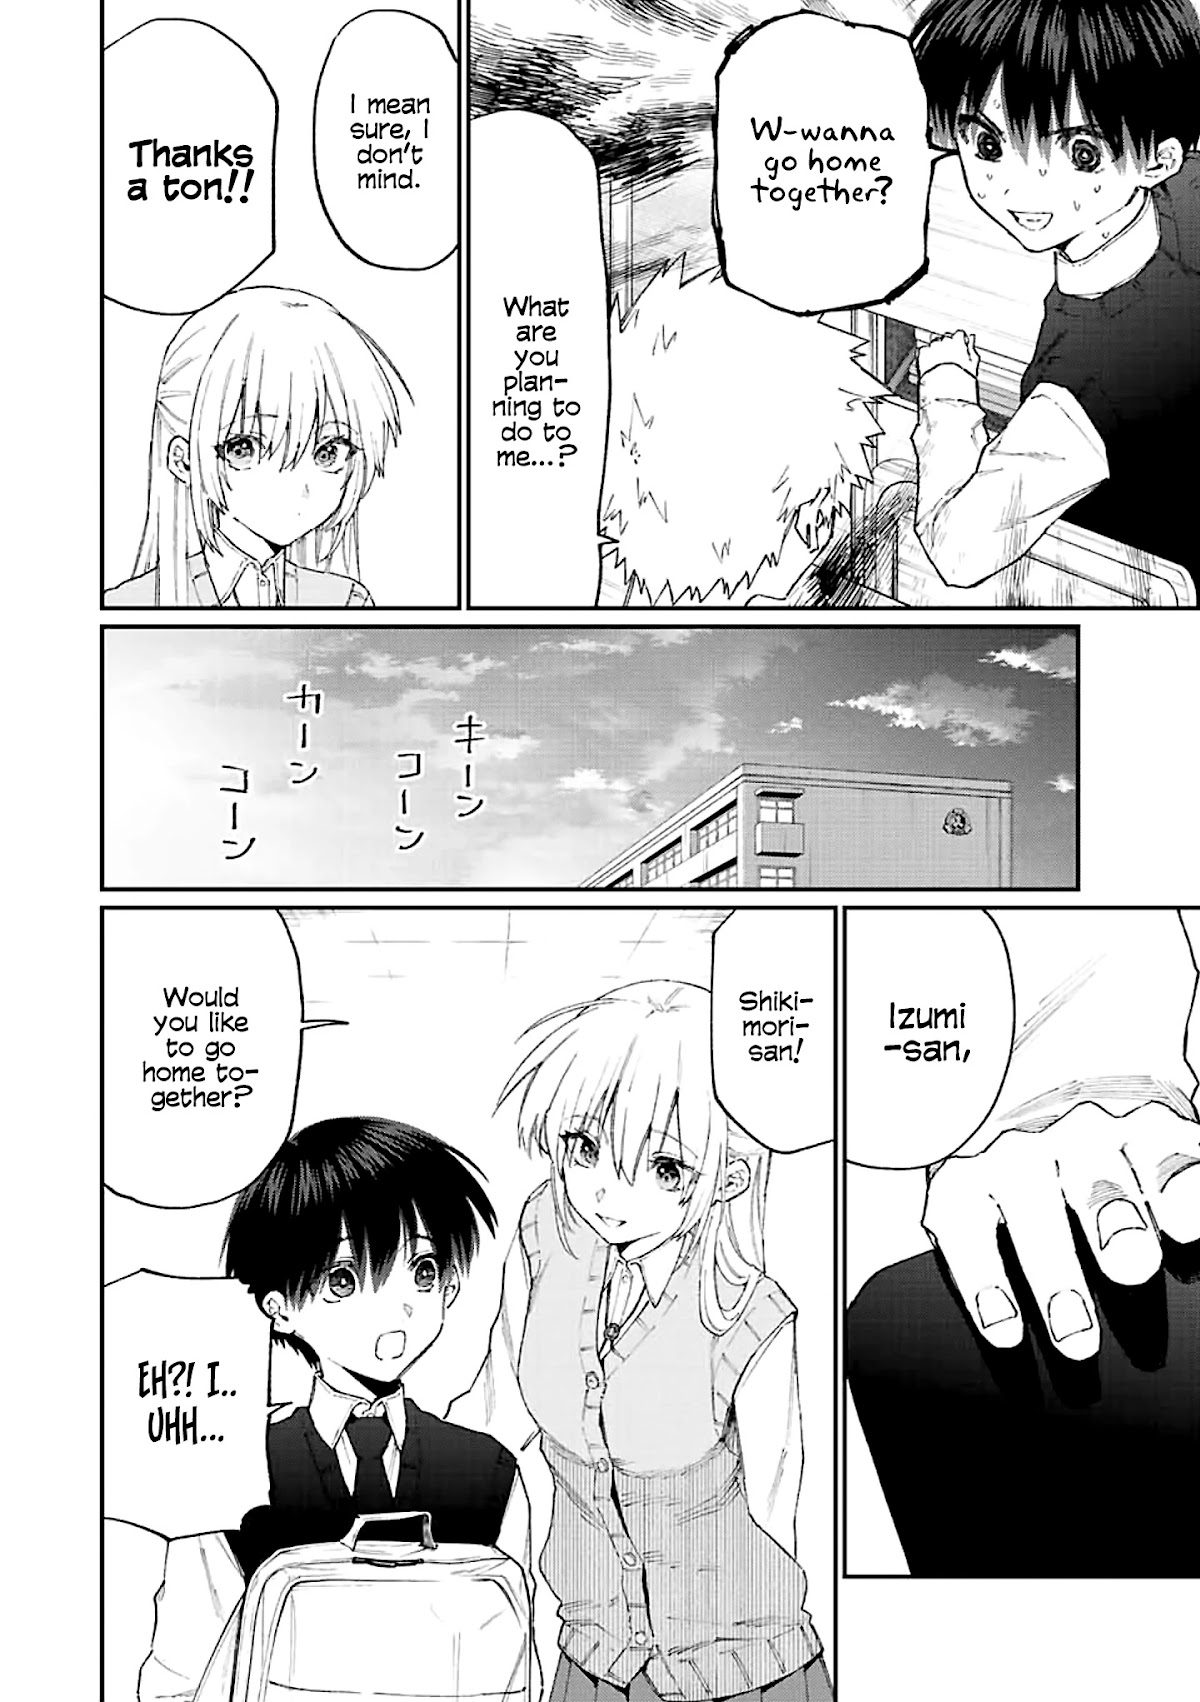 W-wanna
go home
together?
What
are
you
plan-
ning to
do to
me...?
I mean
sure, I
don't
mind.
Thanks
a ton!!
キーン
コーン
カーン
コーン
Izumi
-san,
Shiki-
mori-
san!
Would
you like
to go
home to-
gether?
EH?! I..
UHH...